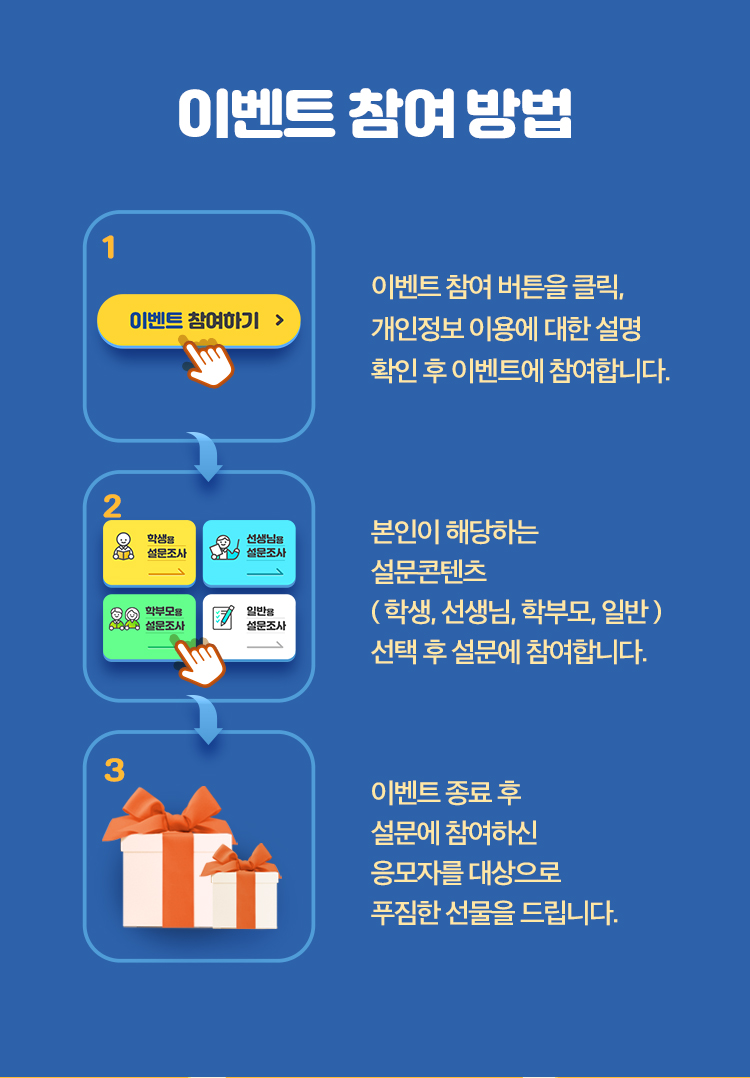 이벤트 참여 방법
1
이벤트 참여하기 >
이벤트 참여 버튼을 클릭,
개인정보 이용에 대한 설명
확인 후 이벤트에 참여합니다.
2
학생용
설문조사
선생님용
설문조사
학부모용
설문조사
일반용
설문조사
본인이 해당하는
설문콘텐츠
( 학생, 선생님, 학부모, 일반 )
선택 후 설문에 참여합니다.
3
이벤트 종료 후
설문에 참여하신
응모자를 대상으로
푸짐한 선물을 드립니다.